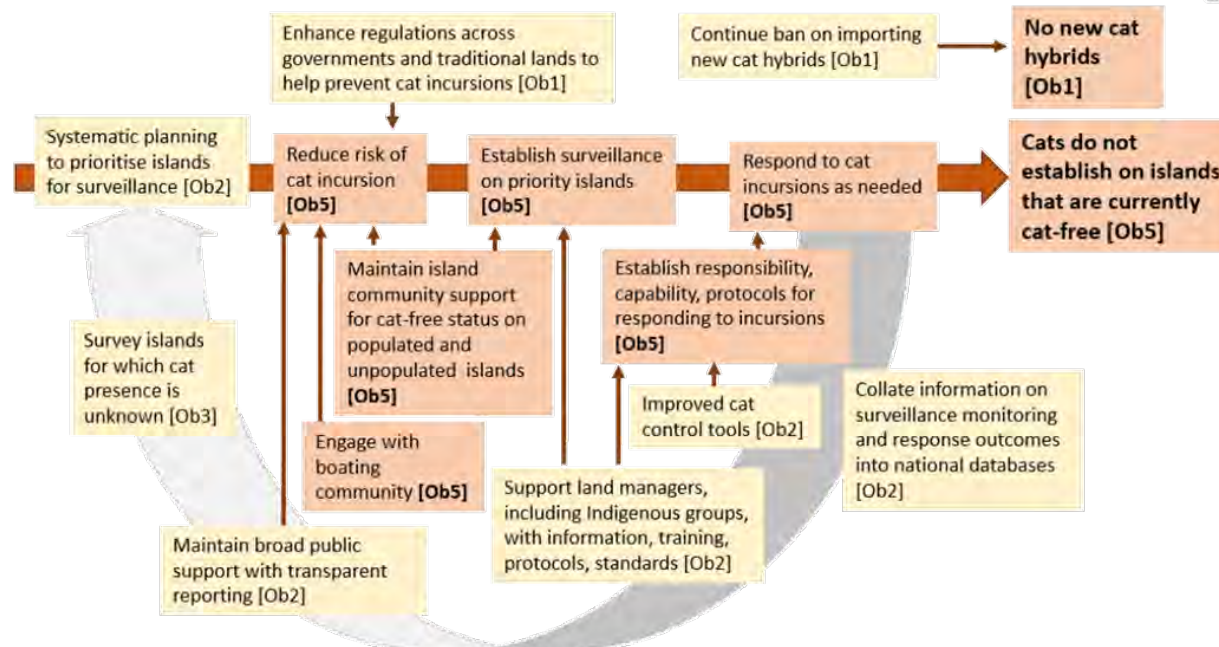 Enhance regulations across
governments and traditional lands to
help prevent cat incursions [Ob1]
Continue ban on importing
new cat hybrids [Ob1]
No new cat
hybrids
[Ob1]
Systematic planning
to prioritise islands
for surveillance [Ob2]
Reduce risk of
cat incursion
[Ob5]
Establish surveillance
on priority islands
[Ob5]
Respond to cat
incursions as needed
[Ob5]
Cats do not
establish on islands
that are currently
cat-free [Ob5]
Maintain island
community support
for cat-free status on
populated and
unpopulated islands
[Ob5]
Establish responsibility,
capability, protocols for
responding to incursions
[Ob5]
Survey islands
for which cat
presence is
unknown [Ob3]
Improved cat
control tools [Ob2]
Collate information on
surveillance monitoring
and response outcomes
into national databases
[Ob2]
Engage with
boating
community [Ob5]
Support land managers,
including Indigenous groups,
with information, training,
protocols, standards [Ob2]
Maintain broad public
support with transparent
reporting [Ob2]